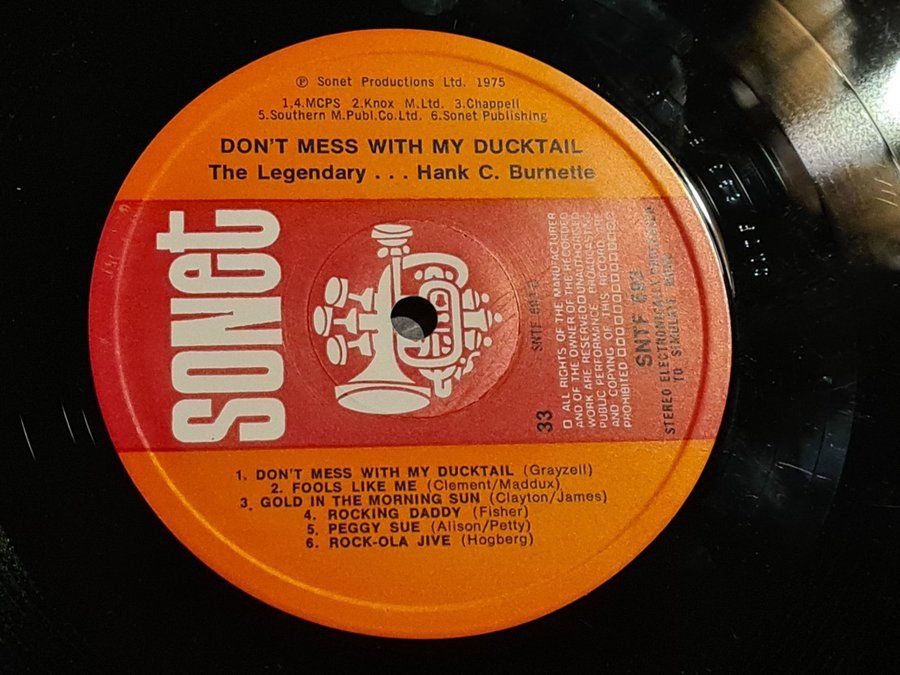 ℗ Sonet Productions Ltd. 1975
1,4.MCPS 2.Knox M.Ltd. 3.Chappell
5.Southern M.Publ.Co.Ltd. 6.Sonet Publishing
DON'T MESS WITH MY DUCKTAIL
The Legendary . . . Hank C. Burnette
sonet
33
ALL RIGHTS OF THE MANUFACTURER
AND OF THE OWNER OF THE RECORDED
WORK ARE RESERVED UNAUTHORIZED
PUBLIC PERFORMANCE, BROADCASTING
AND COPYING OF THIS RECORD ARE
PROHIBITED
SNTF
STEREO ELECTRONICALLY
TO SIMULATE
1. DON'T MESS WITH MY DUCKTAIL (Grayzell)
2. FOOLS LIKE ME (Clement/Maddux)
3. GOLD IN THE MORNING SUN (Clayton/James)
4. ROCKING DADDY (Fisher)
5. PEGGY SUE (Alison/Petty)
6. ROCK-OLA JIVE (Hogberg)